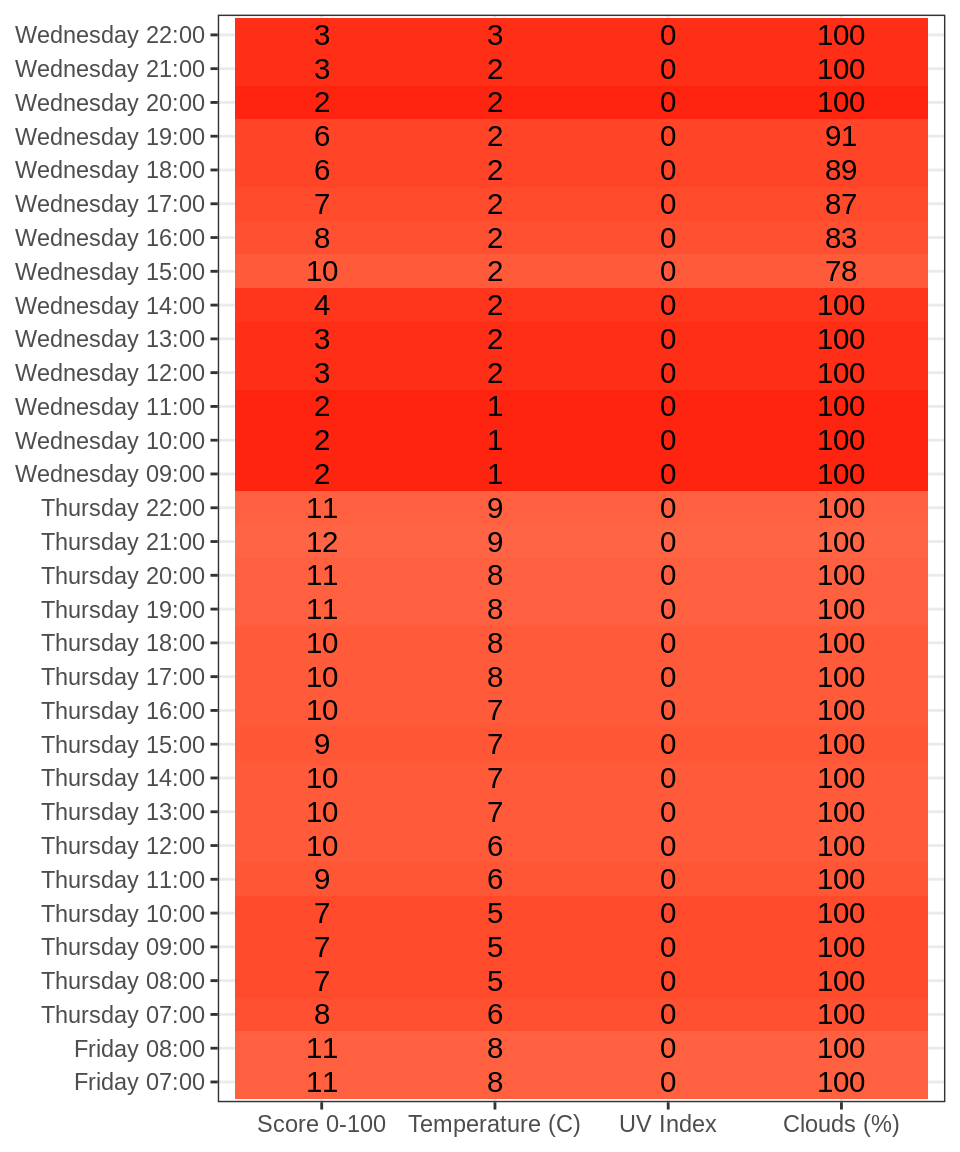 Wednesday 22:00 3 3 0 100
Wednesday 21:00 3 2 0 100
Wednesday 20:00 2 2 0 100
Wednesday 19:00 6 2 0 91
Wednesday 18:00 6 2 0 89
Wednesday 17:00 7 2 0 87
Wednesday 16:00 8 2 0 83
Wednesday 15:00 10 2 0 78
Wednesday 14:00 4 2 0 100
Wednesday 13:00 3 2 0 100
Wednesday 12:00 3 2 0 100
Wednesday 11:00 2 1 0 100
Wednesday 10:00 2 1 0 100
Wednesday 09:00 2 1 0 100
Thursday 22:00 11 9 0 100
Thursday 21:00 12 9 0 100
Thursday 20:00 11 8 0 100
Thursday 19:00 11 8 0 100
Thursday 18:00 10 8 0 100
Thursday 17:00 10 8 0 100
Thursday 16:00 10 7 0 100
Thursday 15:00 9 7 0 100
Thursday 14:00 10 7 0 100
Thursday 13:00 10 7 0 100
Thursday 12:00 10 6 0 100
Thursday 11:00 9 6 0 100
Thursday 10:00 7 5 0 100
Thursday 09:00 7 5 0 100
Thursday 08:00 7 5 0 100
Thursday 07:00 8 6 0 100
Friday 08:00 11 8 0 100
Friday 07:00 11 8 0 100
Score 0-100 Temperature (C) UV Index Clouds (%)